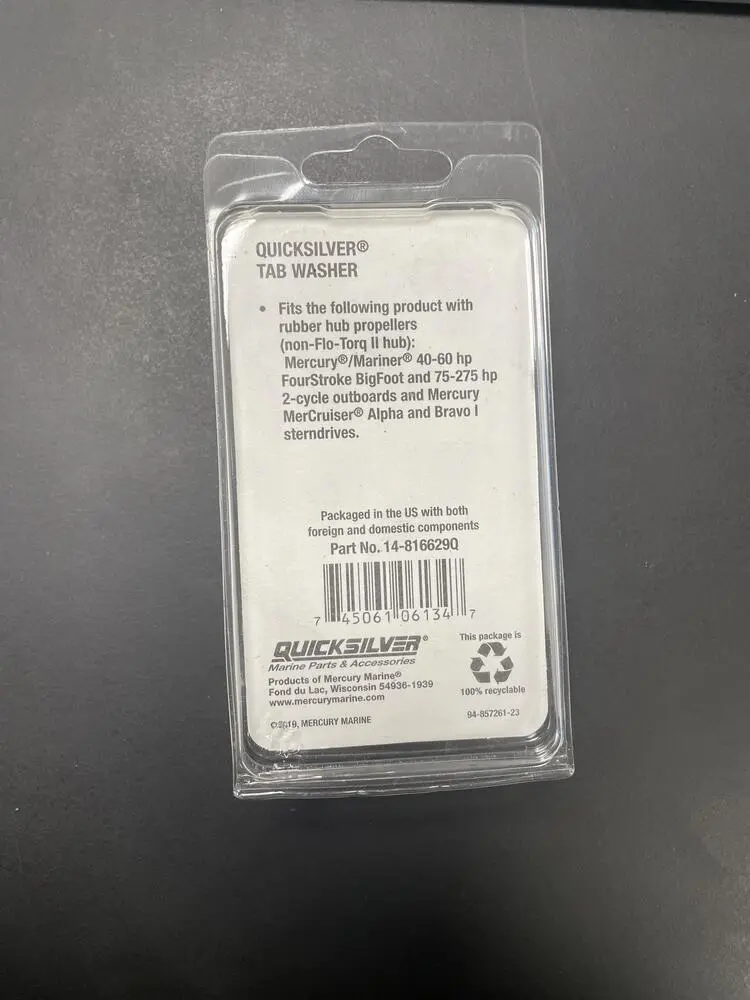 QUICKSILVER®
TAB WASHER
• Fits the following product with
rubber hub propellers
(non-Flo-Torq II hub):
Mercury®/Mariner® 40-60 hp
FourStroke BigFoot and 75-275 hp
2-cycle outboards and Mercury
MerCruiser® Alpha and Bravo I
sterndrives.
Packaged in the US with both
foreign and domestic components
Part No. 14-816629Q
7 45061 06134 7
QUICKSILVER®
Marine Parts & Accessories
Products of Mercury Marine®
Fond du Lac, Wisconsin 54936-1939
www.mercurymarine.com
©2019, MERCURY MARINE
This package is
100% recyclable
94-857261-23